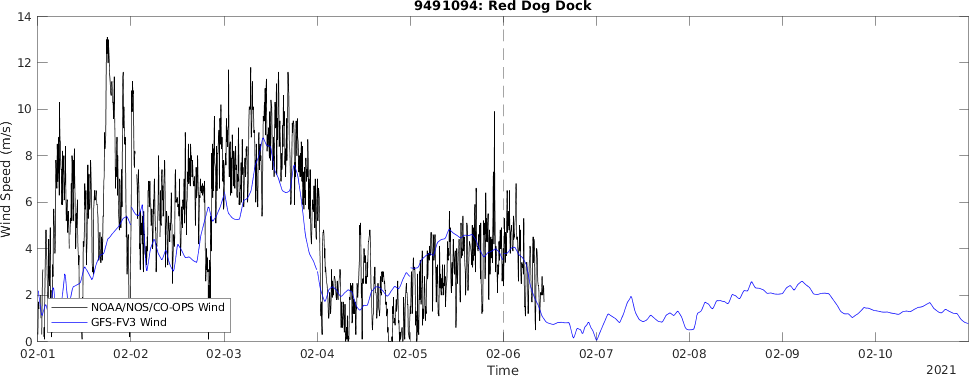 9491094: Red Dog Dock
Wind Speed (m/s)
14
12
10
8
6
4
2
0
NOAA/NOS/CO-OPS Wind
GFS-FV3 Wind
02-01 02-02 02-03 02-04 02-05 02-06 02-07 02-08 02-09 02-10
Time
2021